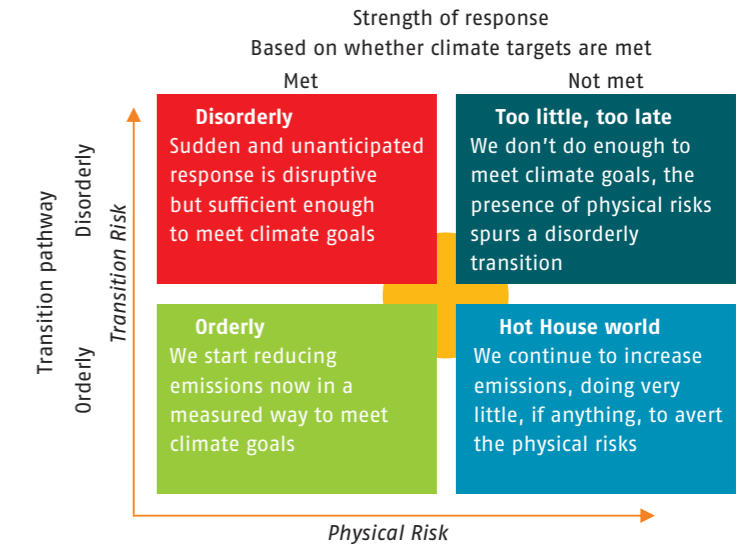 Strength of response
Based on whether climate targets are met
Met
Not met
Transition pathway
Disorderly
Orderly
Transition Risk
Disorderly
Sudden and unanticipated
response is disruptive
but sufficient enough
to meet climate goals
Too little, too late
We don’t do enough to
meet climate goals, the
presence of physical risks
spurs a disorderly
transition
Orderly
We start reducing
emissions now in a
measured way to meet
climate goals
Hot House world
We continue to increase
emissions, doing very
little, if anything, to avert
the physical risks
Physical Risk